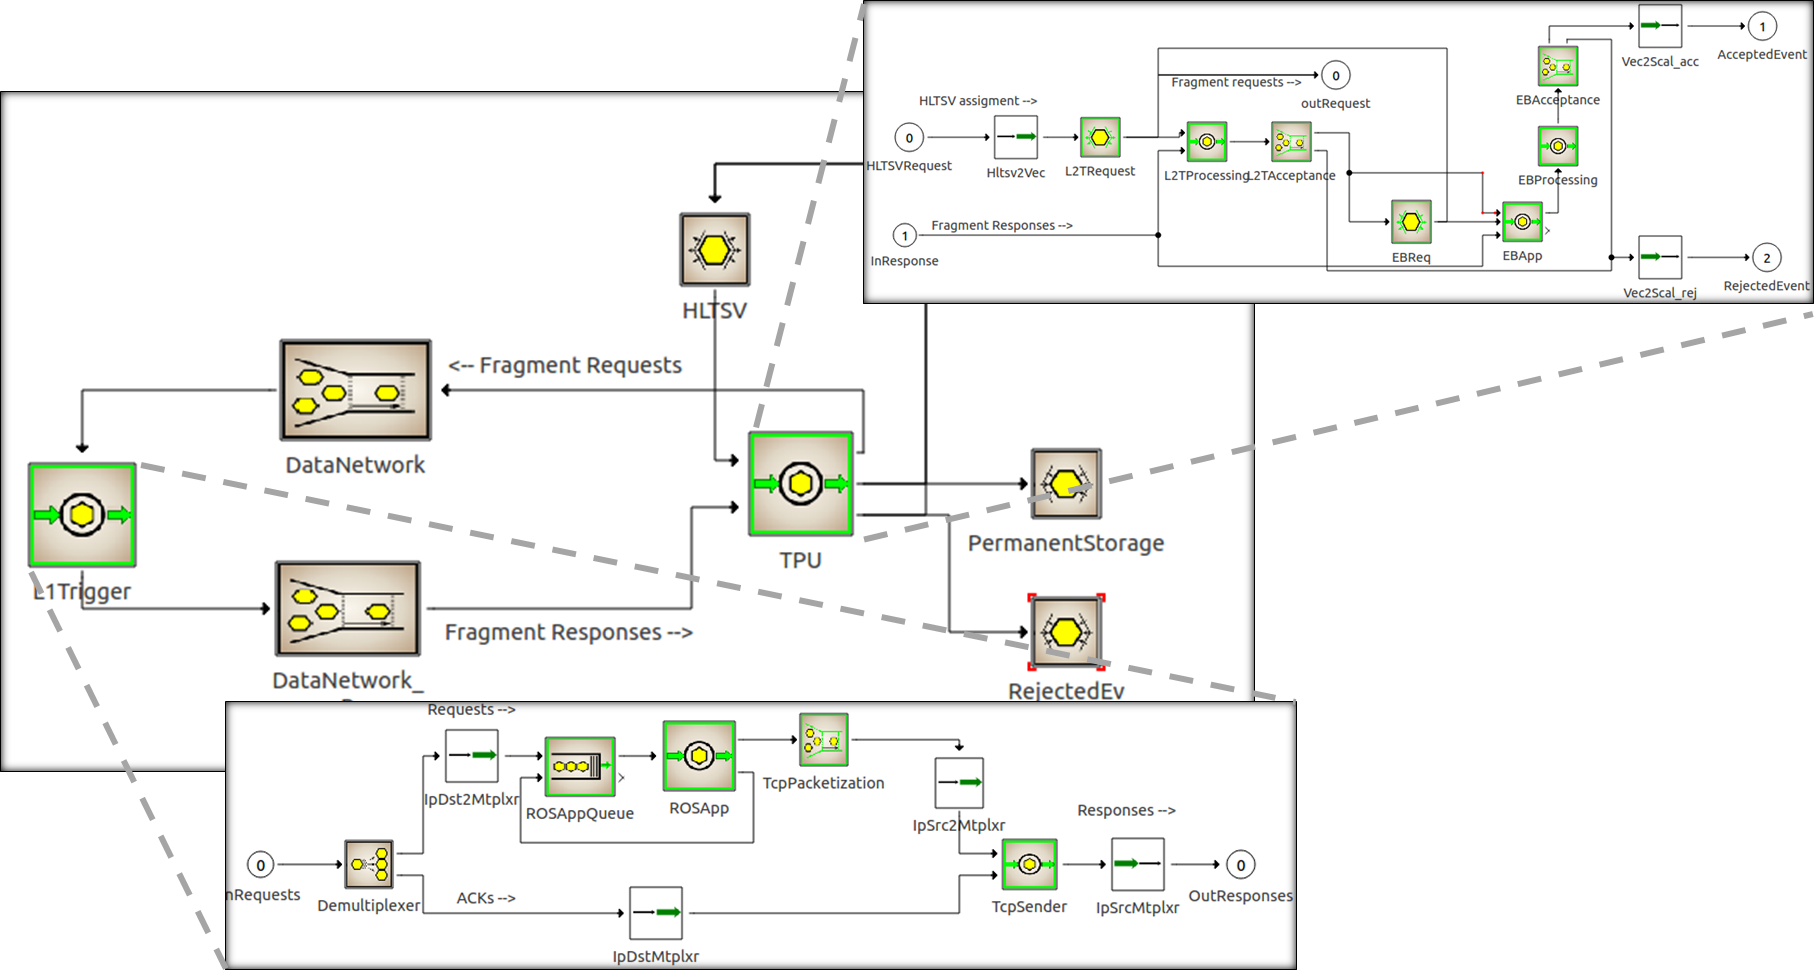 Fragment requests -->
0
outRequest
HLTSV assigment -->
0
HLTSVRequest
Hltsv2Vec
L2TRequest
L2TProcessing
L2TAcceptance
Fragment Responses -->
1
InResponse
EBReq
EBApp
EBProcessing
EBAcceptance
Vec2Scal_acc
1
AcceptedEvent
Vec2Scal_rej
2
RejectedEvent
HLTSV
<-- Fragment Requests
DataNetwork
L1Trigger
TPU
PermanentStorage
Fragment Responses -->
DataNetwork_
RejectedEv
Requests -->
IpDst2Mtplxr
ROSAppQueue
ROSApp
TcpPacketization
IpSrc2Mtplxr
Responses -->
0
nRequests
Demultiplexer
ACKs -->
IpDstMtplxr
TcpSender
IpSrcMtplxr
0
OutResponses